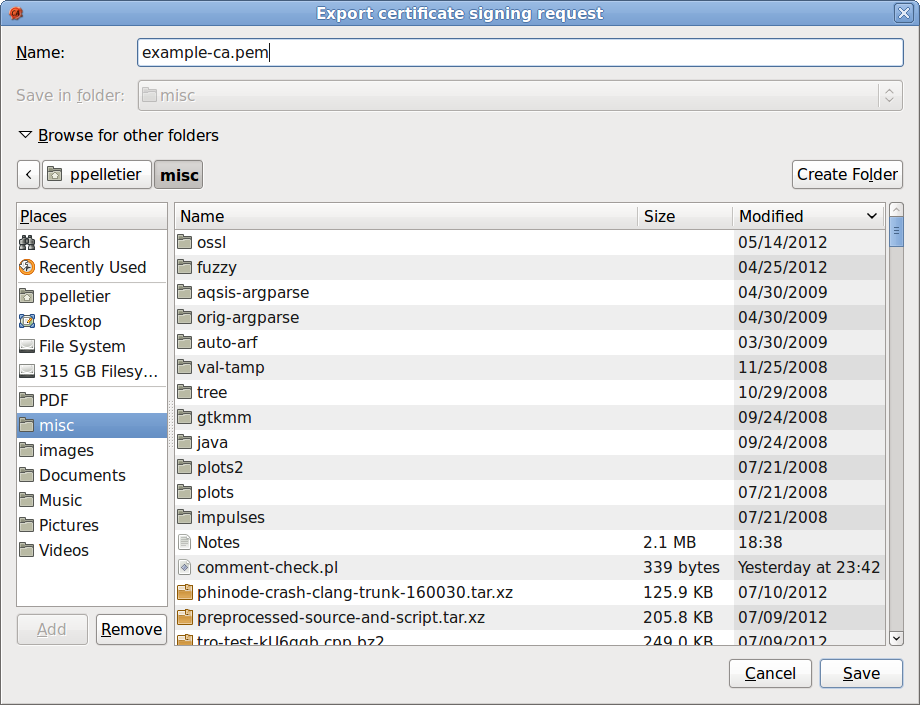 Export certificate signing request
Name: example-ca.pem
Save in folder: misc
Browse for other folders
ppelletier misc Create Folder
Places
Search
Recently Used
ppelletier
Desktop
File System
315 GB Filesy...
PDF
misc
images
Documents
Music
Pictures
Videos
Add Remove
Name Size Modified
ossl 05/14/2012
fuzzy 04/25/2012
aqsis-argparse 04/30/2009
orig-argparse 04/30/2009
auto-arf 03/30/2009
val-tamp 11/25/2008
tree 10/29/2008
gtkmm 09/24/2008
java 09/24/2008
plots2 07/21/2008
plots 07/21/2008
impulses 07/21/2008
Notes 2.1 MB 18:38
comment-check.pl 339 bytes Yesterday at 23:42
phinode-crash-clang-trunk-160030.tar.xz 125.9 KB 07/10/2012
preprocessed-source-and-script.tar.xz 205.8 KB 07/09/2012
249.0 KB 07/09/2012
Cancel Save